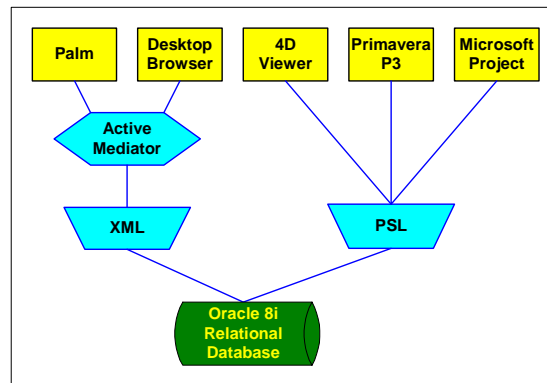 Palm
Desktop
Browser
4D
Viewer
Primavera
P3
Microsoft
Project
Active
Mediator
XML
PSL
Oracle 8i
Relational
Database